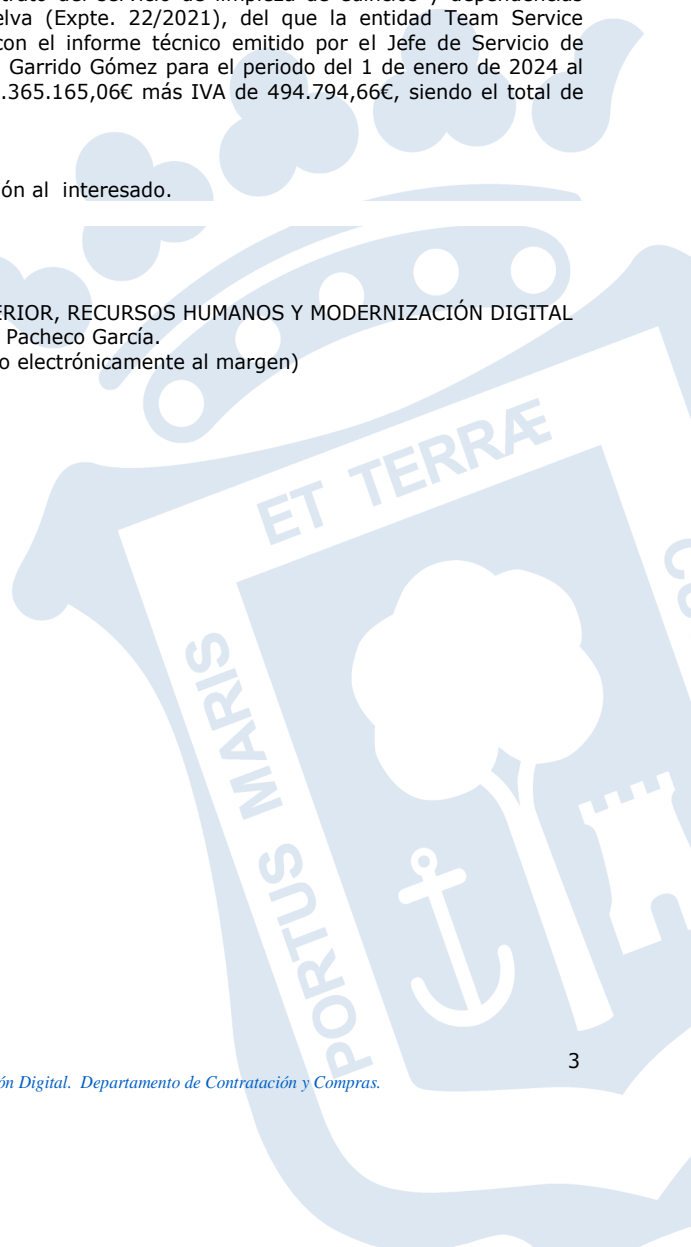 elva (Expte. 22/2021), del que la entidad Team Service
con el informe técnico emitido por el Jefe de Servicio de
Garrido Gómez para el periodo del 1 de enero de 2024 al
.365.165,06€ más IVA de 494.794,66€, siendo el total de
ón al interesado.
ERIOR, RECURSOS HUMANOS Y MODERNIZACIÓN DIGITAL
Pacheco García.
o electrónicamente al margen)
ET TERRÆ
PORTUS MARIS
3
ón Digital. Departamento de Contratación y Compras.